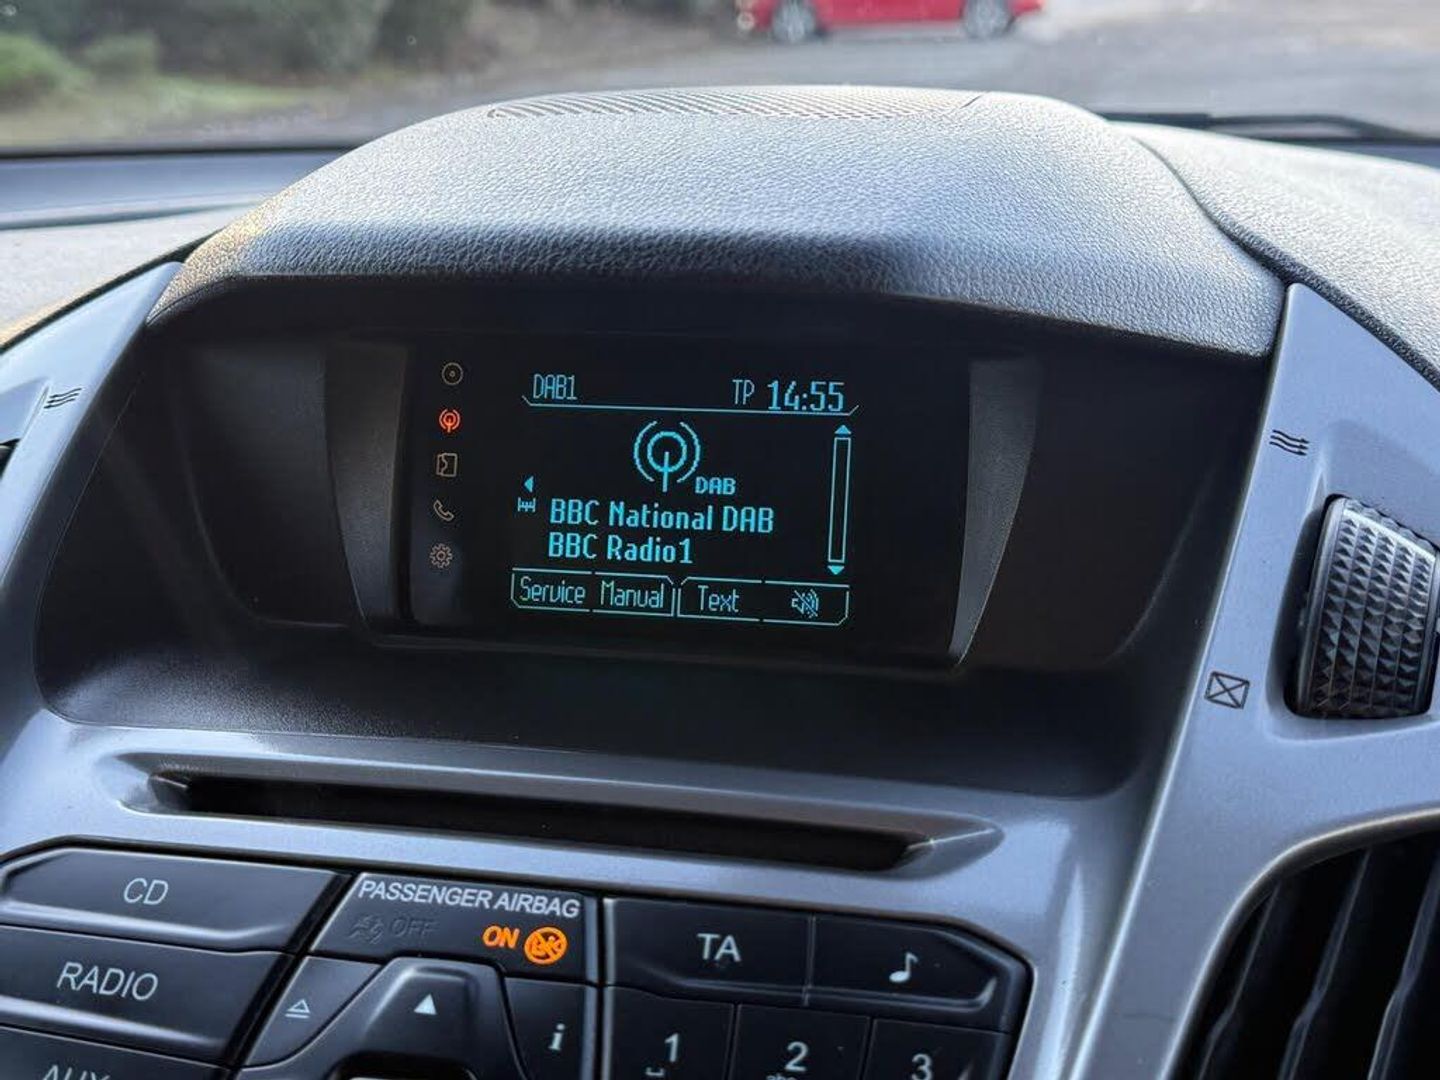 DAB1 TP 14:55
DAB
BBC National DAB
BBC Radio1
Service Manual Text
CD
PASSENGER AIRBAG
OFF
ON
RADIO
TA
i
1
2
3
AUX